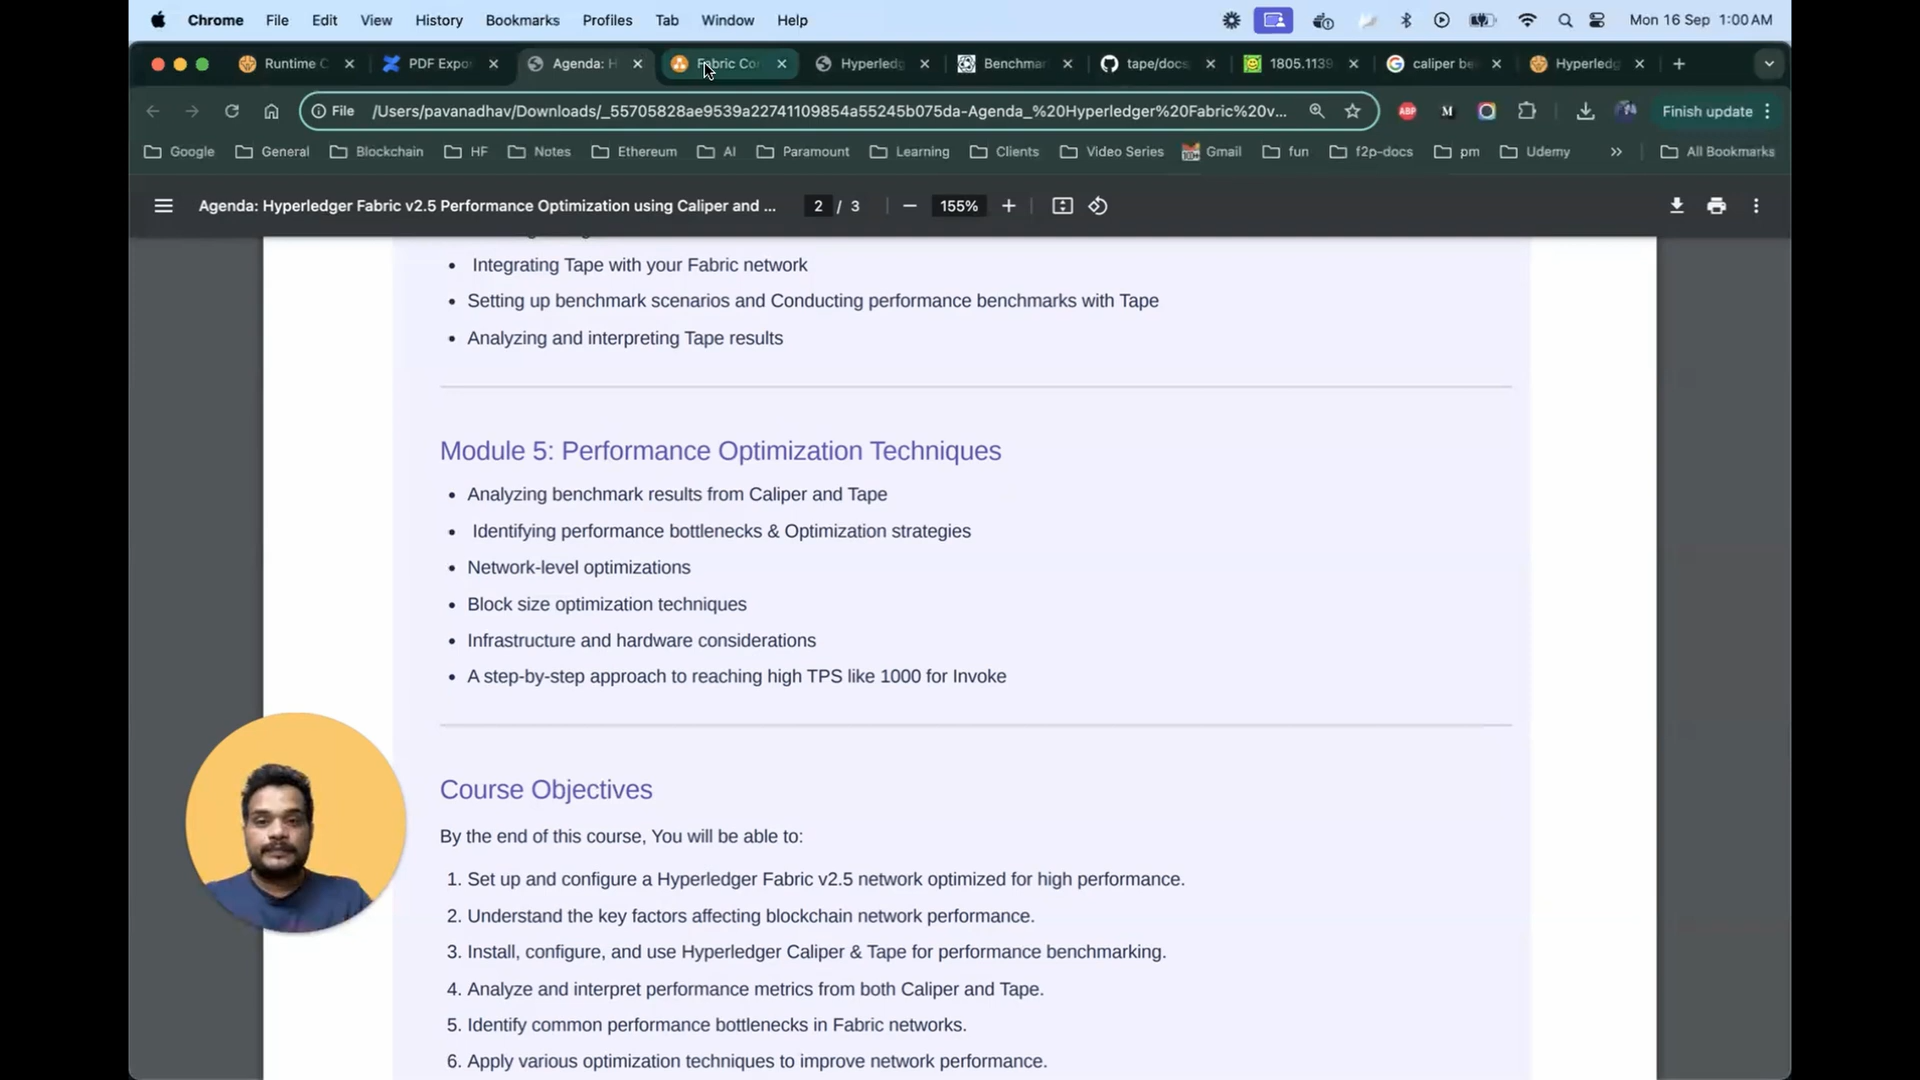 Chrome File Edit View History Bookmarks Profiles Tab Window Help Mon 16 Sep 1:00 AM
Runtime C PDF Expo Agenda: H Fabric Co Hyperledg Benchmar tape/docs 1805.1139 caliper be Hyperledg
File /Users/pavanadhav/Downloads/_55705828ae9539a22741109854a55245b075da-Agenda_%20Hyperledger%20Fabric%20v... ABP M Finish update
Google General Blockchain HF Notes Ethereum AI Paramount Learning Clients Video Series Gmail fun f2p-docs pm Udemy » All Bookmarks
Agenda: Hyperledger Fabric v2.5 Performance Optimization using Caliper and ... 2 / 3 − 155% +
• Integrating Tape with your Fabric network
• Setting up benchmark scenarios and Conducting performance benchmarks with Tape
• Analyzing and interpreting Tape results
Module 5: Performance Optimization Techniques
• Analyzing benchmark results from Caliper and Tape
• Identifying performance bottlenecks & Optimization strategies
• Network-level optimizations
• Block size optimization techniques
• Infrastructure and hardware considerations
• A step-by-step approach to reaching high TPS like 1000 for Invoke
Course Objectives
By the end of this course, You will be able to:
1. Set up and configure a Hyperledger Fabric v2.5 network optimized for high performance.
2. Understand the key factors affecting blockchain network performance.
3. Install, configure, and use Hyperledger Caliper & Tape for performance benchmarking.
4. Analyze and interpret performance metrics from both Caliper and Tape.
5. Identify common performance bottlenecks in Fabric networks.
6. Apply various optimization techniques to improve network performance.